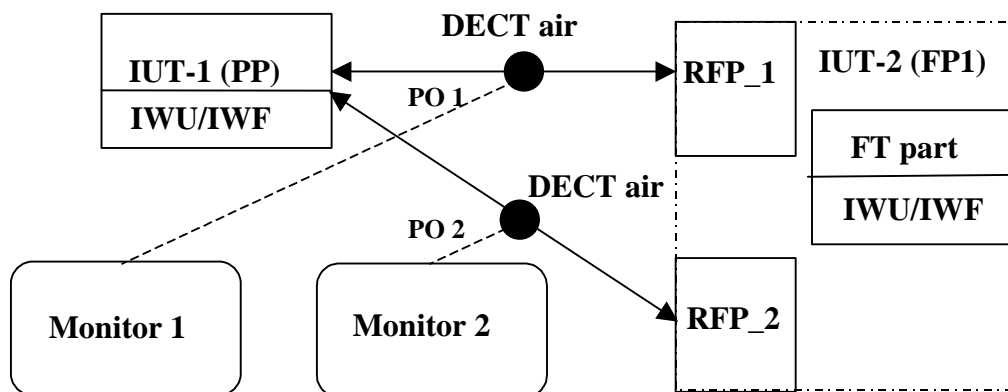 DECT air
IUT-1 (PP)
IWU/IWF
PO 1
RFP_1
IUT-2 (FP1)
FT part
IWU/IWF
DECT air
PO 2
Monitor 1
Monitor 2
RFP_2